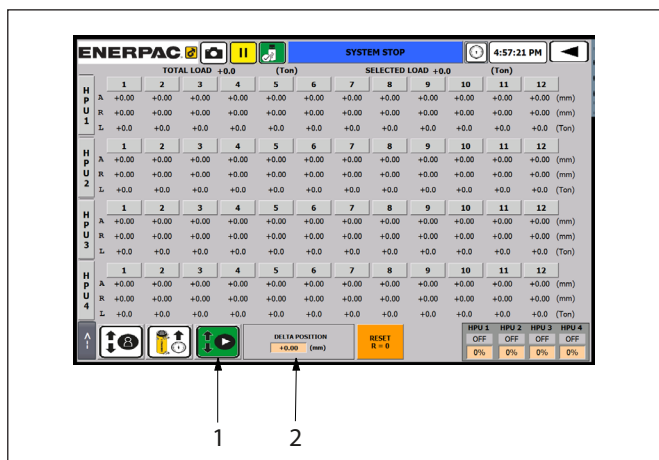 ENERPAC SYSTEM STOP 4:57:21 PM
TOTAL LOAD +0.0 (Ton) SELECTED LOAD +0.0 (Ton)
HPU1
1 2 3 4 5 6 7 8 9 10 11 12
A +0.00 +0.00 +0.00 +0.00 +0.00 +0.00 +0.00 +0.00 +0.00 +0.00 +0.00 +0.00 (mm)
R +0.00 +0.00 +0.00 +0.00 +0.00 +0.00 +0.00 +0.00 +0.00 +0.00 +0.00 +0.00 (mm)
L +0.0 +0.0 +0.0 +0.0 +0.0 +0.0 +0.0 +0.0 +0.0 +0.0 +0.0 +0.0 (Ton)
HPU2
1 2 3 4 5 6 7 8 9 10 11 12
A +0.00 +0.00 +0.00 +0.00 +0.00 +0.00 +0.00 +0.00 +0.00 +0.00 +0.00 +0.00 (mm)
R +0.00 +0.00 +0.00 +0.00 +0.00 +0.00 +0.00 +0.00 +0.00 +0.00 +0.00 +0.00 (mm)
L +0.0 +0.0 +0.0 +0.0 +0.0 +0.0 +0.0 +0.0 +0.0 +0.0 +0.0 +0.0 (Ton)
HPU3
1 2 3 4 5 6 7 8 9 10 11 12
A +0.00 +0.00 +0.00 +0.00 +0.00 +0.00 +0.00 +0.00 +0.00 +0.00 +0.00 +0.00 (mm)
R +0.00 +0.00 +0.00 +0.00 +0.00 +0.00 +0.00 +0.00 +0.00 +0.00 +0.00 +0.00 (mm)
L +0.0 +0.0 +0.0 +0.0 +0.0 +0.0 +0.0 +0.0 +0.0 +0.0 +0.0 +0.0 (Ton)
HPU4
1 2 3 4 5 6 7 8 9 10 11 12
A +0.00 +0.00 +0.00 +0.00 +0.00 +0.00 +0.00 +0.00 +0.00 +0.00 +0.00 +0.00 (mm)
R +0.00 +0.00 +0.00 +0.00 +0.00 +0.00 +0.00 +0.00 +0.00 +0.00 +0.00 +0.00 (mm)
L +0.0 +0.0 +0.0 +0.0 +0.0 +0.0 +0.0 +0.0 +0.0 +0.0 +0.0 +0.0 (Ton)
DELTA POSITION
+0.00 (mm)
RESET
R = 0
HPU 1 HPU 2 HPU 3 HPU 4
OFF OFF OFF OFF
0% 0% 0% 0%
1 2